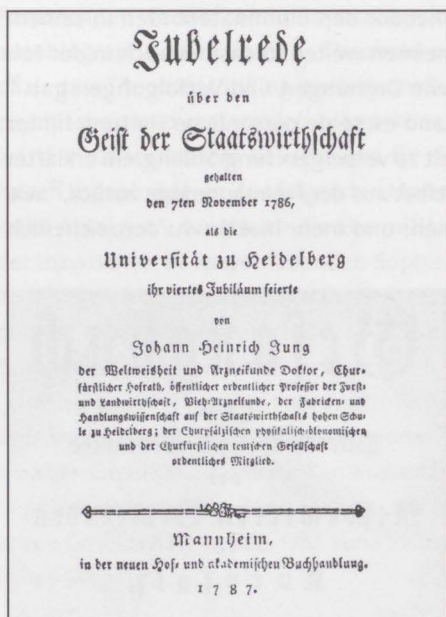 Jubelrede
über den
Geist der Staatswirthschaft
gehalten
den 7ten November 1786,
als die
Universität zu Heidelberg
ihr viertes Jubiläum feierte
von
Johann Heinrich Jung
der Weltweisheit und Arzneikunde Doktor, Chur-
fürstlicher Hofrath, öffentlicher ordentlicher Professor der Forst-
und Landwirthschaft, Vieh-Arzneikunde, der Fabricken- und
Handlungswissenschaft auf der Staatswirthschafts hohen Schu-
le zu Heidelberg; der Churpfälzischen physikalisch-ökonomischen
und der Churfürstlichen teutschen Gesellschaft
ordentliches Mitglied.
Mannheim,
in der neuen Hof- und akademischen Buchhandlung.
1787.